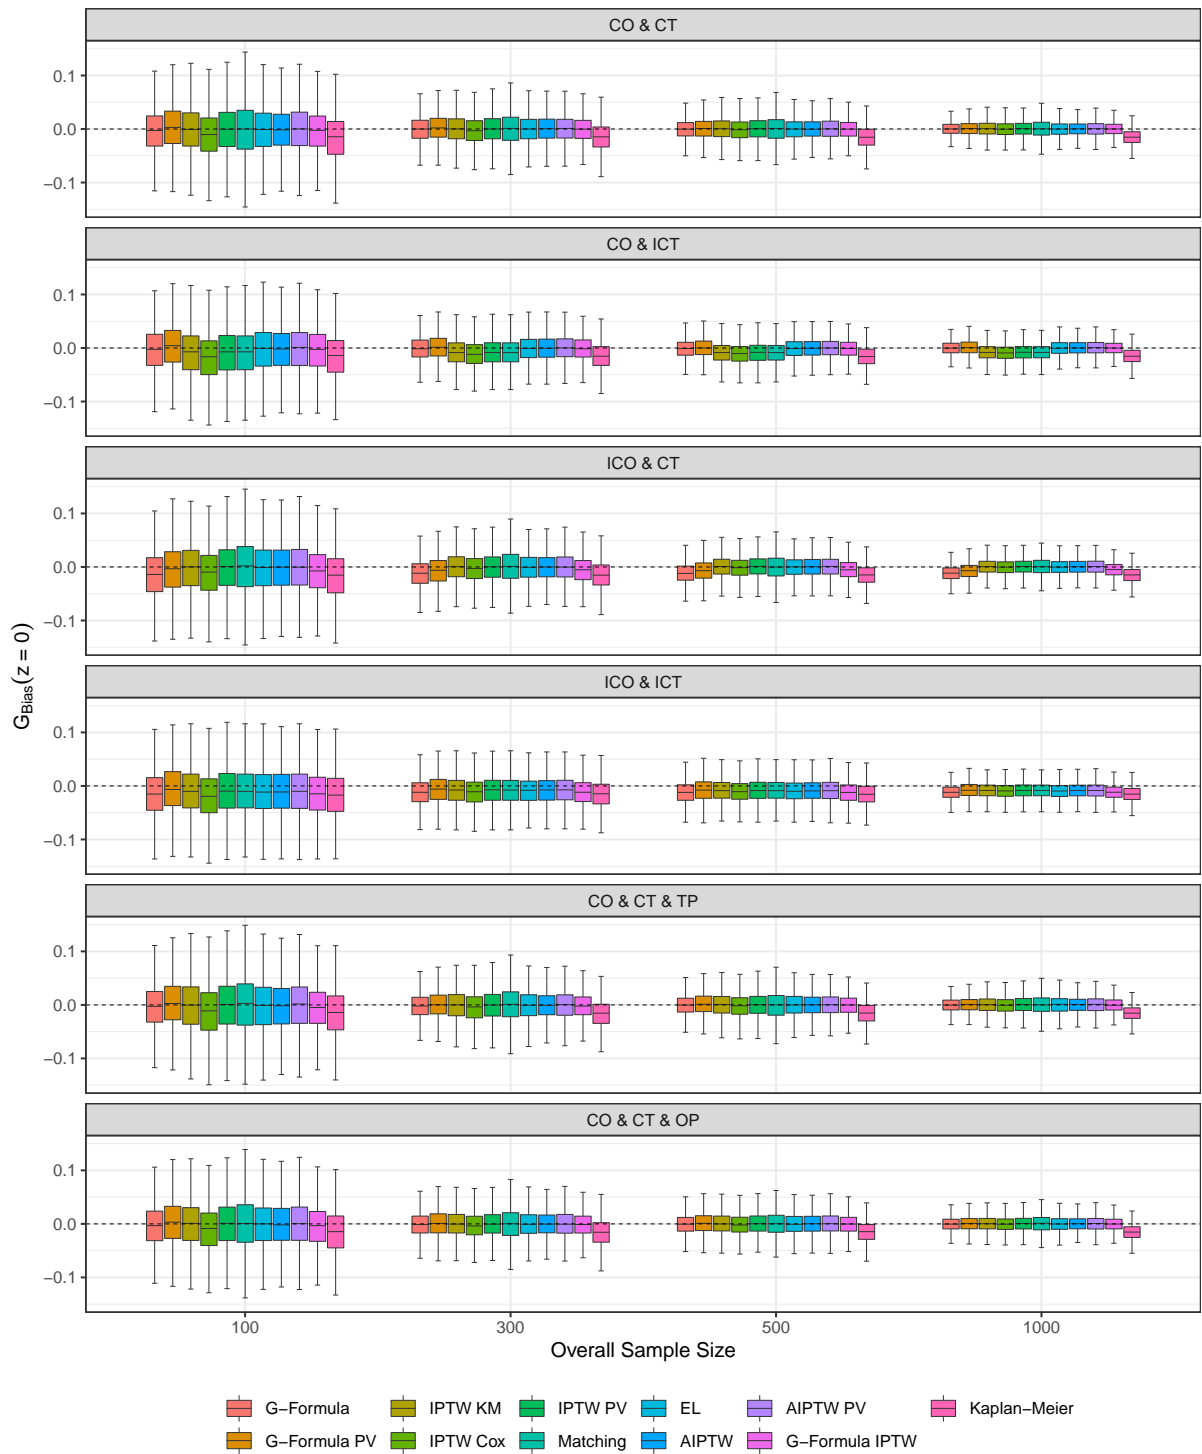 CO & CT
0.1
0.0
−0.1
CO & ICT
0.1
0.0
−0.1
ICO & CT
0.1
0.0
−0.1
ICO & ICT
0.1
0.0
−0.1
CO & CT & TP
0.1
0.0
−0.1
CO & CT & OP
0.1
0.0
−0.1
G_Bias(z = 0)
100 300 500 1000
Overall Sample Size
G−Formula IPTW KM IPTW PV EL AIPTW PV Kaplan−Meier
G−Formula PV IPTW Cox Matching AIPTW G−Formula IPTW